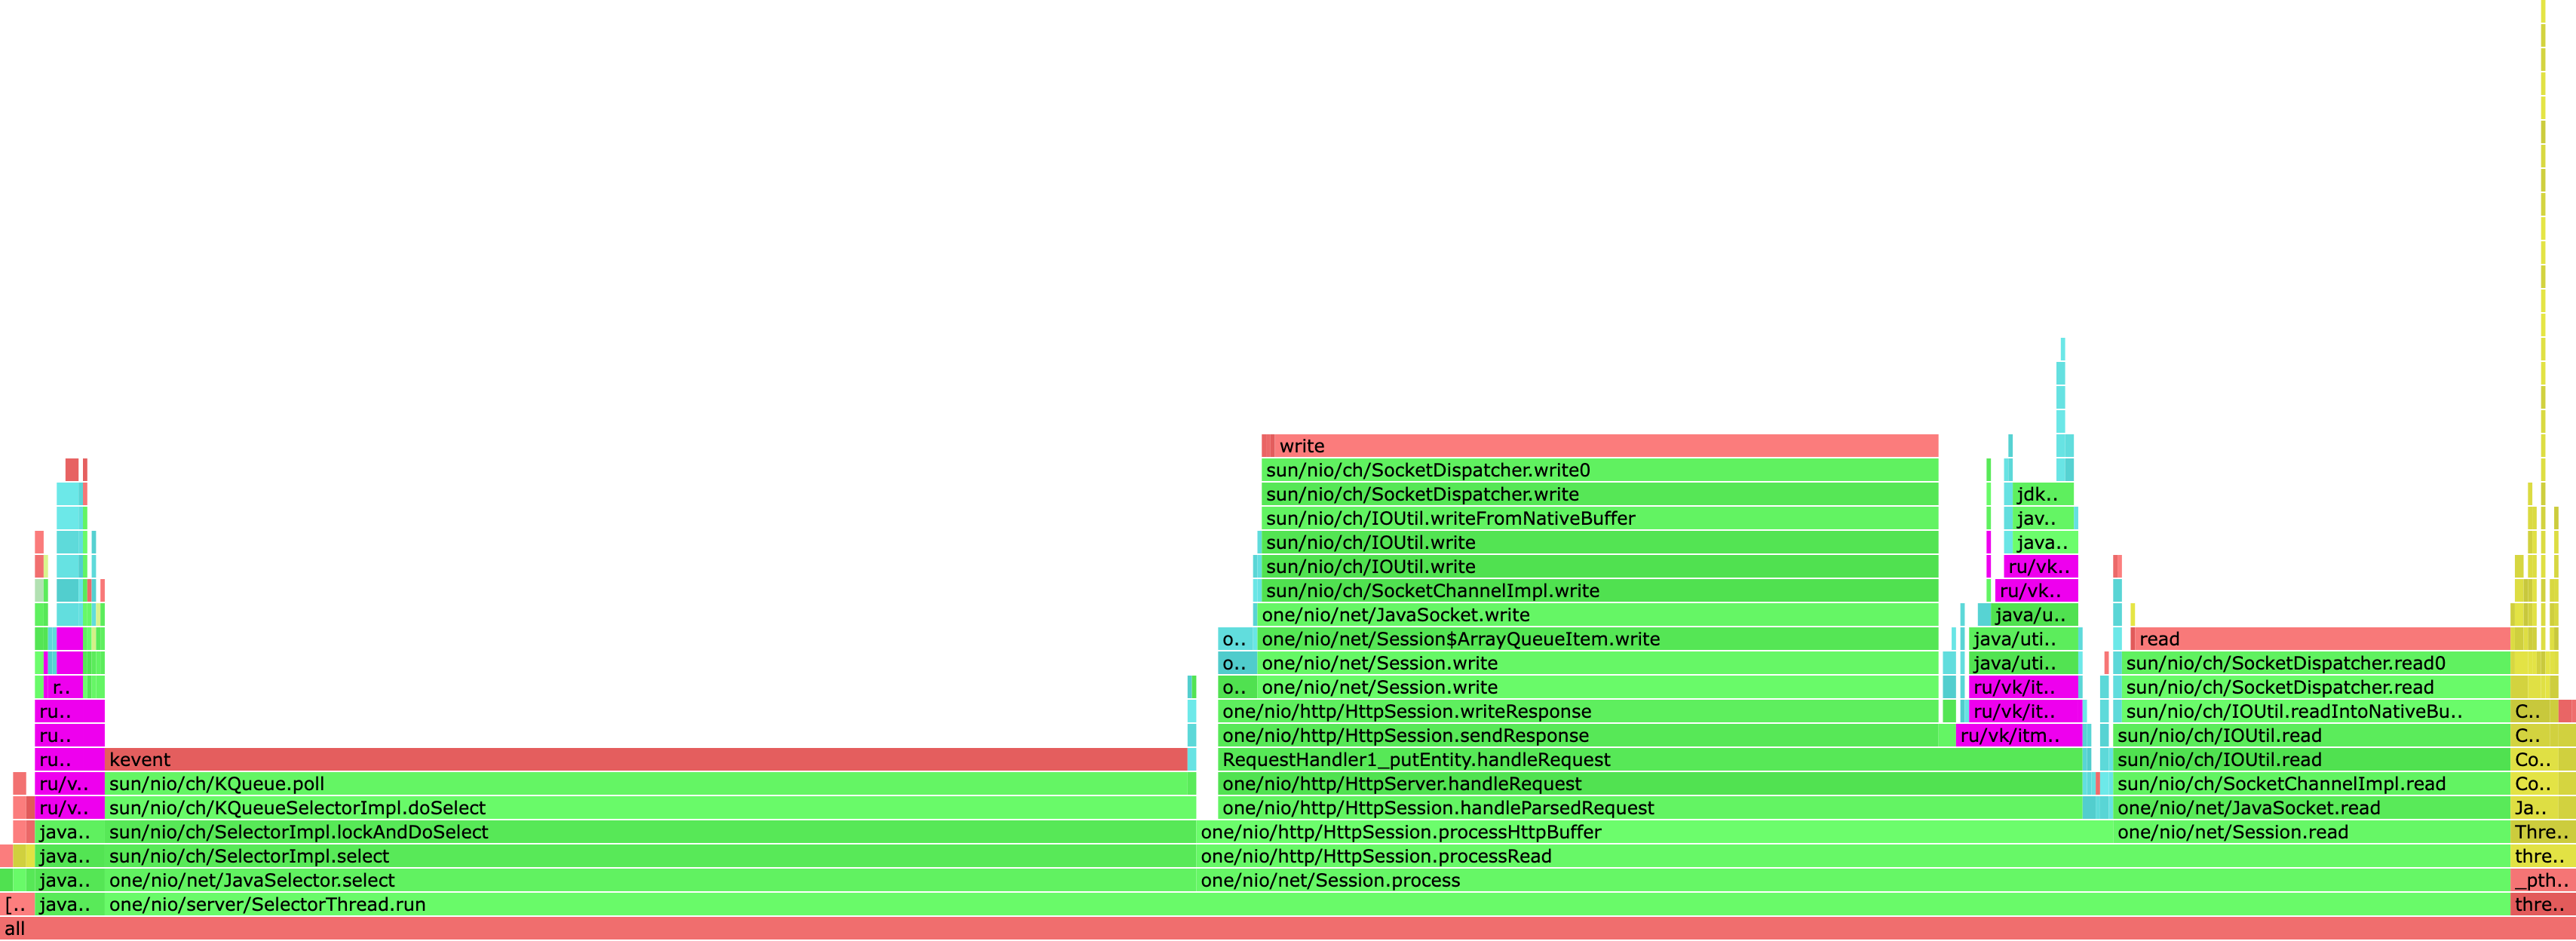 write
sun/nio/ch/SocketDispatcher.write0
sun/nio/ch/SocketDispatcher.write jdk..
sun/nio/ch/IOUtil.writeFromNativeBuffer jav..
sun/nio/ch/IOUtil.write java..
sun/nio/ch/IOUtil.write ru/vk..
sun/nio/ch/SocketChannelImpl.write ru/vk..
one/nio/net/JavaSocket.write java/u..
o.. one/nio/net/Session$ArrayQueueItem.write java/uti.. read
o.. one/nio/net/Session.write java/uti.. sun/nio/ch/SocketDispatcher.read0
r.. o.. one/nio/net/Session.write ru/vk/it.. sun/nio/ch/SocketDispatcher.read
ru.. one/nio/http/HttpSession.writeResponse ru/vk/it.. sun/nio/ch/IOUtil.readIntoNativeBu.. C..
ru.. one/nio/http/HttpSession.sendResponse ru/vk/itm.. sun/nio/ch/IOUtil.read C..
ru.. kevent RequestHandler1_putEntity.handleRequest sun/nio/ch/IOUtil.read Co..
ru/v.. sun/nio/ch/KQueue.poll one/nio/http/HttpServer.handleRequest sun/nio/ch/SocketChannelImpl.read Co..
ru/v.. sun/nio/ch/KQueueSelectorImpl.doSelect one/nio/http/HttpSession.handleParsedRequest one/nio/net/JavaSocket.read Ja..
java.. sun/nio/ch/SelectorImpl.lockAndDoSelect one/nio/http/HttpSession.processHttpBuffer one/nio/net/Session.read Thre..
java.. sun/nio/ch/SelectorImpl.select one/nio/http/HttpSession.processRead thre..
java.. one/nio/net/JavaSelector.select one/nio/net/Session.process _pth..
[.. java.. one/nio/server/SelectorThread.run thre..
all